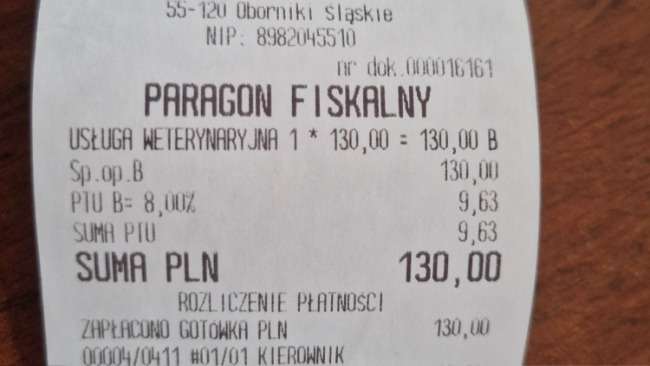 55-120 Oborniki Śląskie
NIP: 8982045510
nr dok.000016161
PARAGON FISKALNY
USŁUGA WETERYNARYJNA 1 * 130,00 = 130,00 B
Sp.op.B 130,00
PTU B= 8,00% 9,63
SUMA PTU 9,63
SUMA PLN 130,00
ROZLICZENIE PŁATNOŚCI
ZAPŁACONO GOTÓWKA PLN 130,00
00004/0411 #01/01 KIEROWNIK